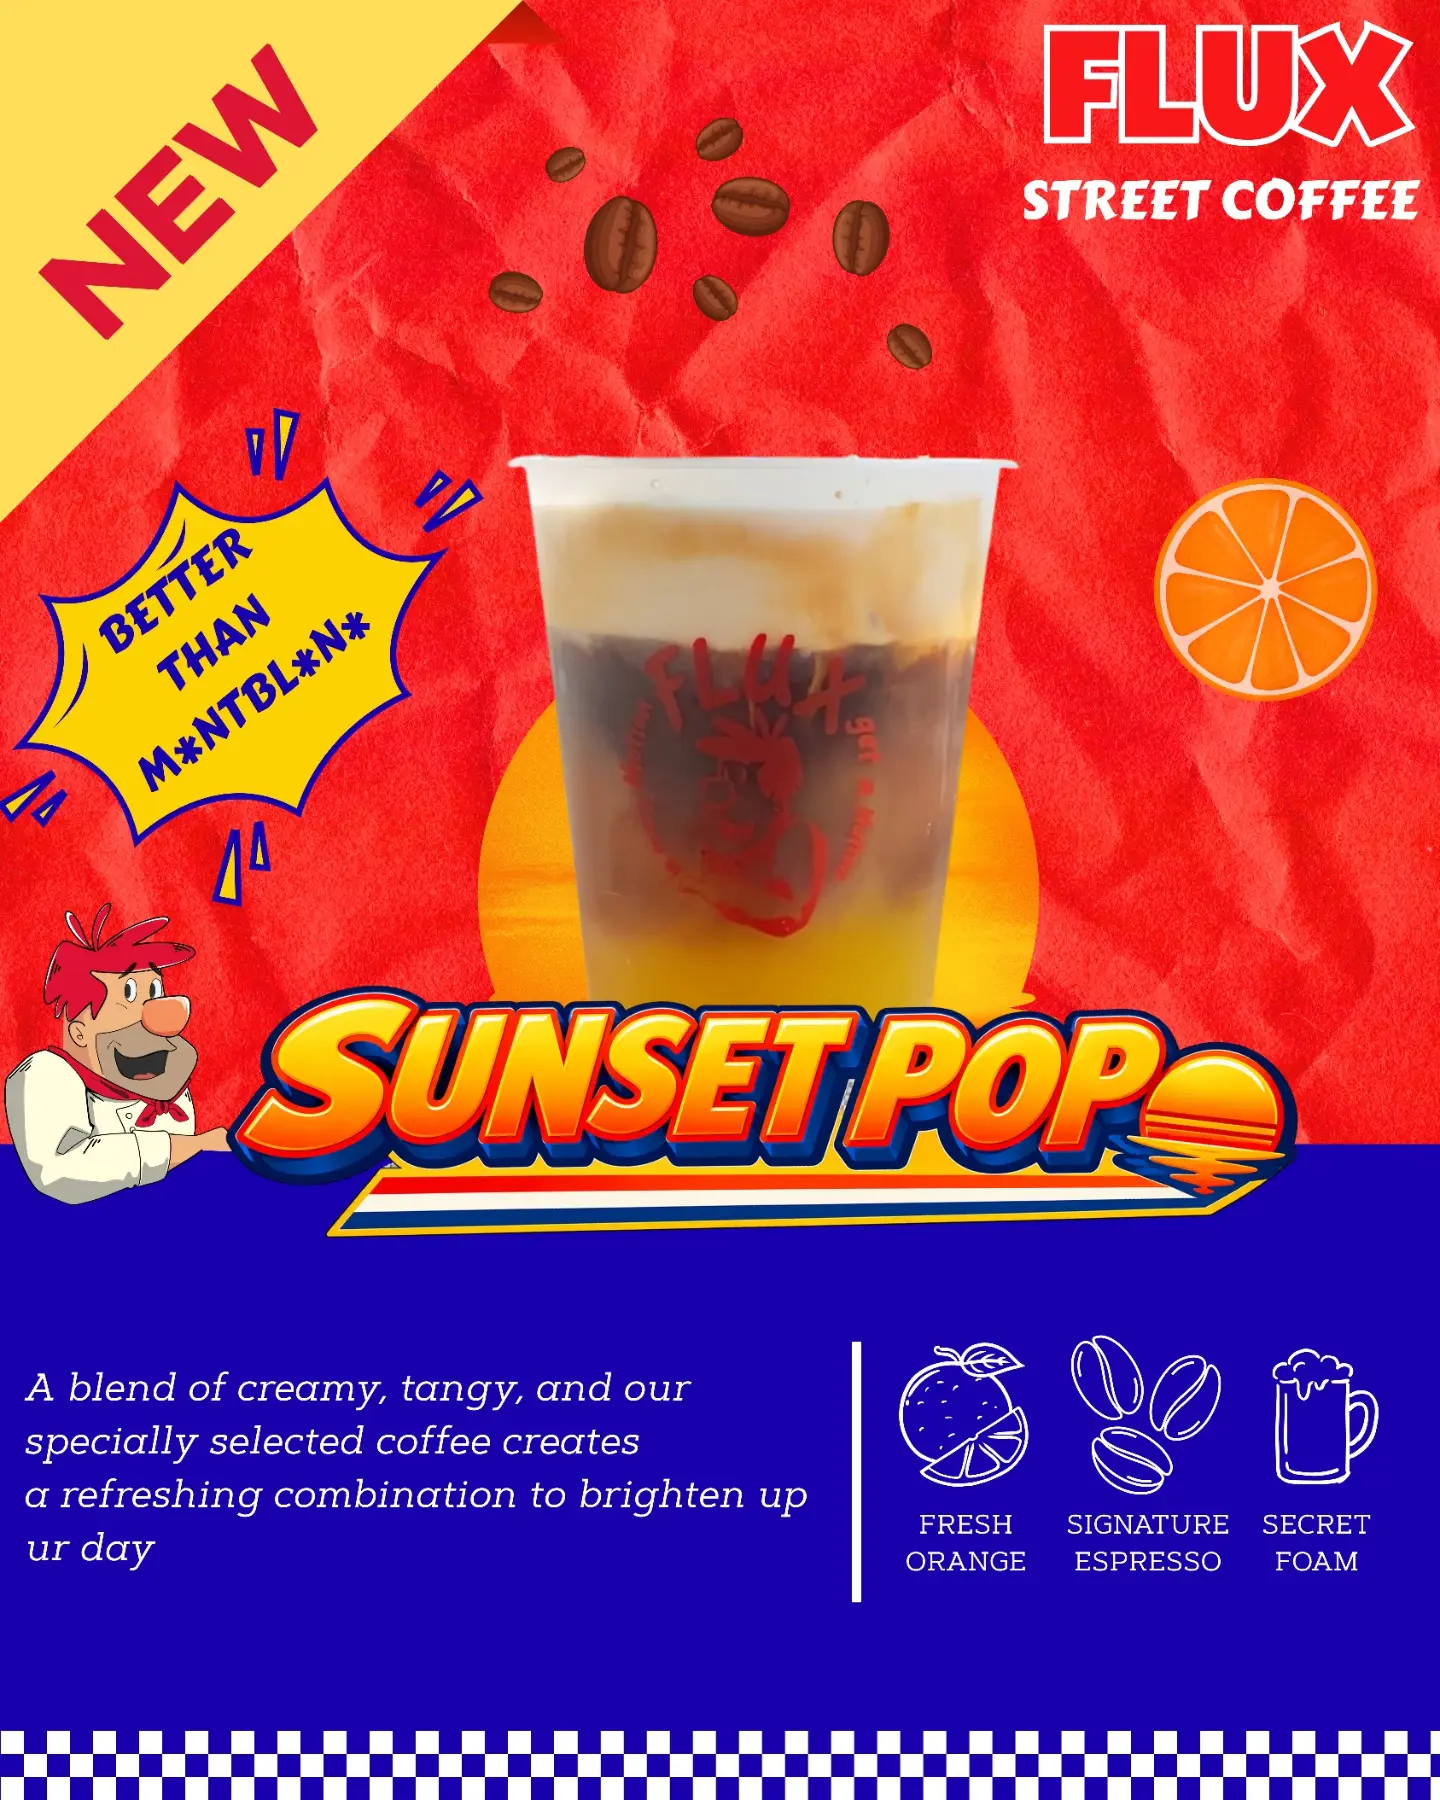 NEW
FLUX
STREET COFFEE
BETTER
THAN
M*NTBL*N*
FLUX
SUNSET POP
A blend of creamy, tangy, and our
specially selected coffee creates
a refreshing combination to brighten up
ur day
FRESH
ORANGE
SIGNATURE
ESPRESSO
SECRET
FOAM